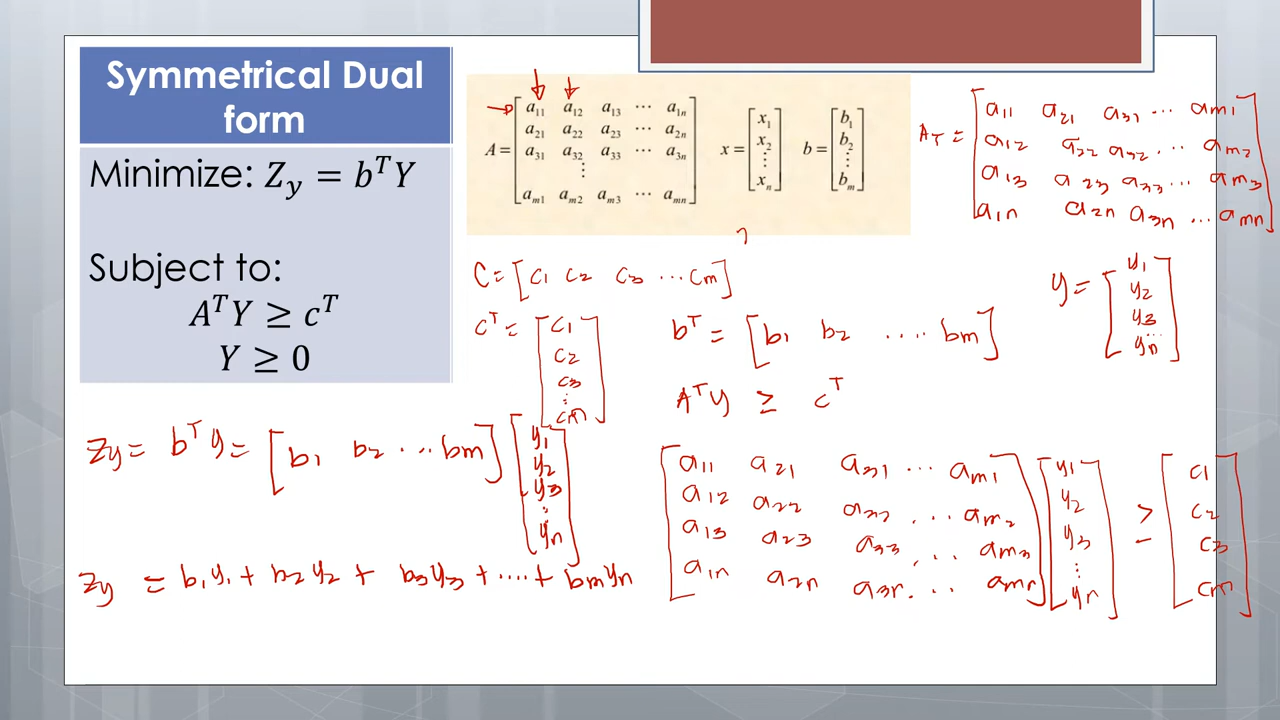 Symmetrical Dual
form
Minimize: Z_y = b^T Y
Subject to:
A^T Y ≥ c^T
Y ≥ 0
A = [ a11 a12 a13 ⋯ a1n
a21 a22 a23 ⋯ a2n
a31 a32 a33 ⋯ a3n
⋮
am1 am2 am3 ⋯ amn ]
x = [ x1
x2
⋮
xn ]
b = [ b1
b2
⋮
bm ]
AT = [ a11 a21 a31 ... am1
a12 a22 a32 ... am2
a13 a23 a33 ... am3
a1n a2n a3n ... amn ]
C = [ c1 c2 c3 ... cm ]
c^T = [ c1
c2
c3
⋮
cm ]
b^T = [ b1 b2 .... bm ]
y = [ y1
y2
y3
...
yn ]
A^T y ≥ c^T
Zy = b^T y = [ b1 b2 ... bm ] [ y1
y2
y3
⋮
yn ]
Zy = b1y1 + b2y2 + b3y3 + .... + bmyn
[ a11 a21 a31 ... am1
a12 a22 a32 ... am2
a13 a23 a33 ... am3
a1n a2n a3n ... amn ]
[ y1
y2
y3
⋮
yn ]
≥
[ c1
c2
c3
cm ]